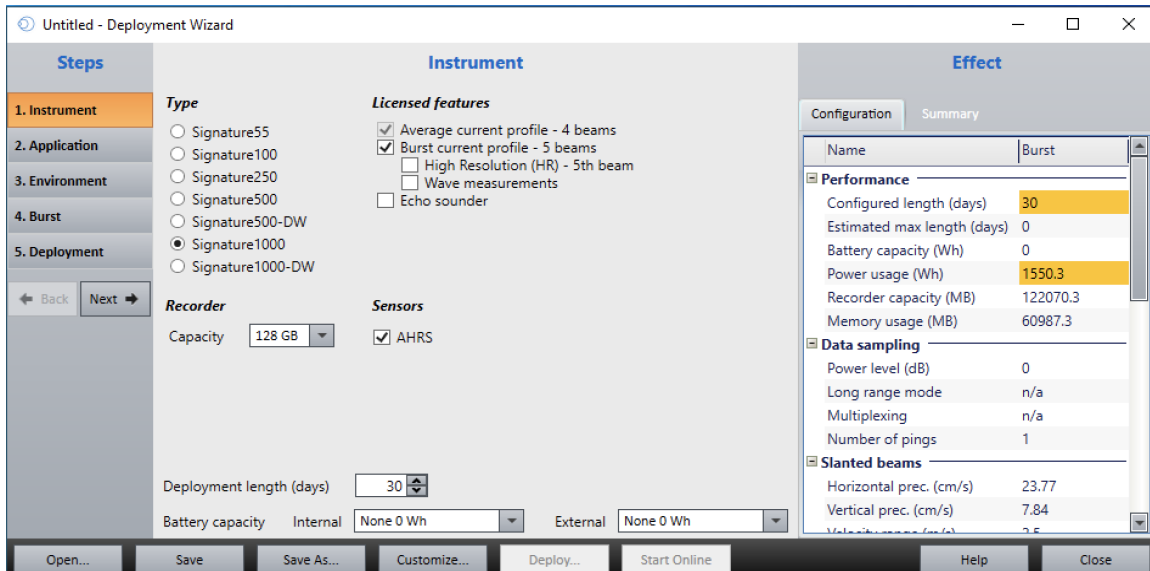 Untitled - Deployment Wizard
Steps
1. Instrument
2. Application
3. Environment
4. Burst
5. Deployment
Back
Next
Instrument
Type
Signature55
Signature100
Signature250
Signature500
Signature500-DW
Signature1000
Signature1000-DW
Licensed features
Average current profile - 4 beams
Burst current profile - 5 beams
High Resolution (HR) - 5th beam
Wave measurements
Echo sounder
Recorder
Capacity 128 GB
Sensors
AHRS
Deployment length (days) 30
Battery capacity Internal None 0 Wh External None 0 Wh
Effect
Configuration Summary
Name Burst
Performance
Configured length (days) 30
Estimated max length (days) 0
Battery capacity (Wh) 0
Power usage (Wh) 1550.3
Recorder capacity (MB) 122070.3
Memory usage (MB) 60987.3
Data sampling
Power level (dB) 0
Long range mode n/a
Multiplexing n/a
Number of pings 1
Slanted beams
Horizontal prec. (cm/s) 23.77
Vertical prec. (cm/s) 7.84
Velocity range (m/s) 2.5
Open... Save Save As... Customize... Deploy... Start Online Help Close